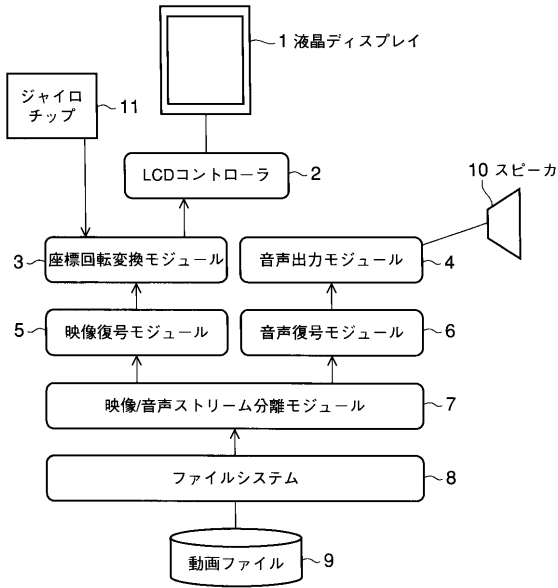 1 液晶ディスプレイ
ジャイロ
チップ
11
LCDコントローラ
2
10 スピーカ
3
座標回転変換モジュール
音声出力モジュール
4
5
映像復号モジュール
音声復号モジュール
6
映像/音声ストリーム分離モジュール
7
ファイルシステム
8
動画ファイル
9